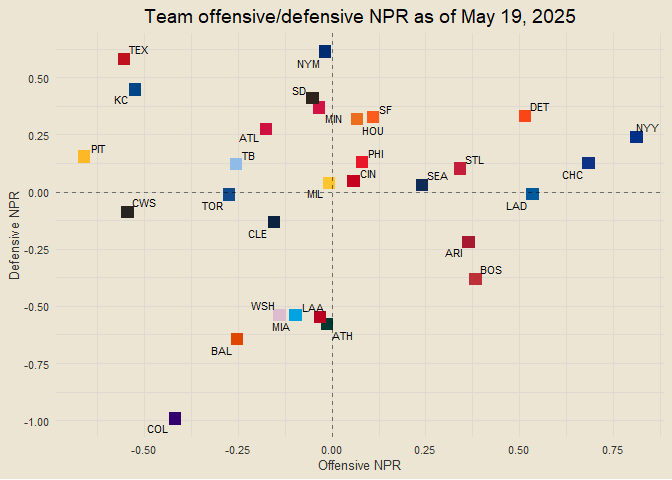 Team offensive/defensive NPR as of May 19, 2025
Defensive NPR
0.50
0.25
0.00
-0.25
-0.50
-0.75
-1.00
TEX
NYM
KC
SD
MIN
SF
HOU
DET
NYY
ATL
PIT
TB
PHI
STL
CHC
CIN
SEA
MIL
LAD
TOR
CWS
CLE
ARI
BOS
WSH
LAA
MIA
ATH
BAL
COL
-0.50
-0.25
0.00
0.25
0.50
0.75
Offensive NPR